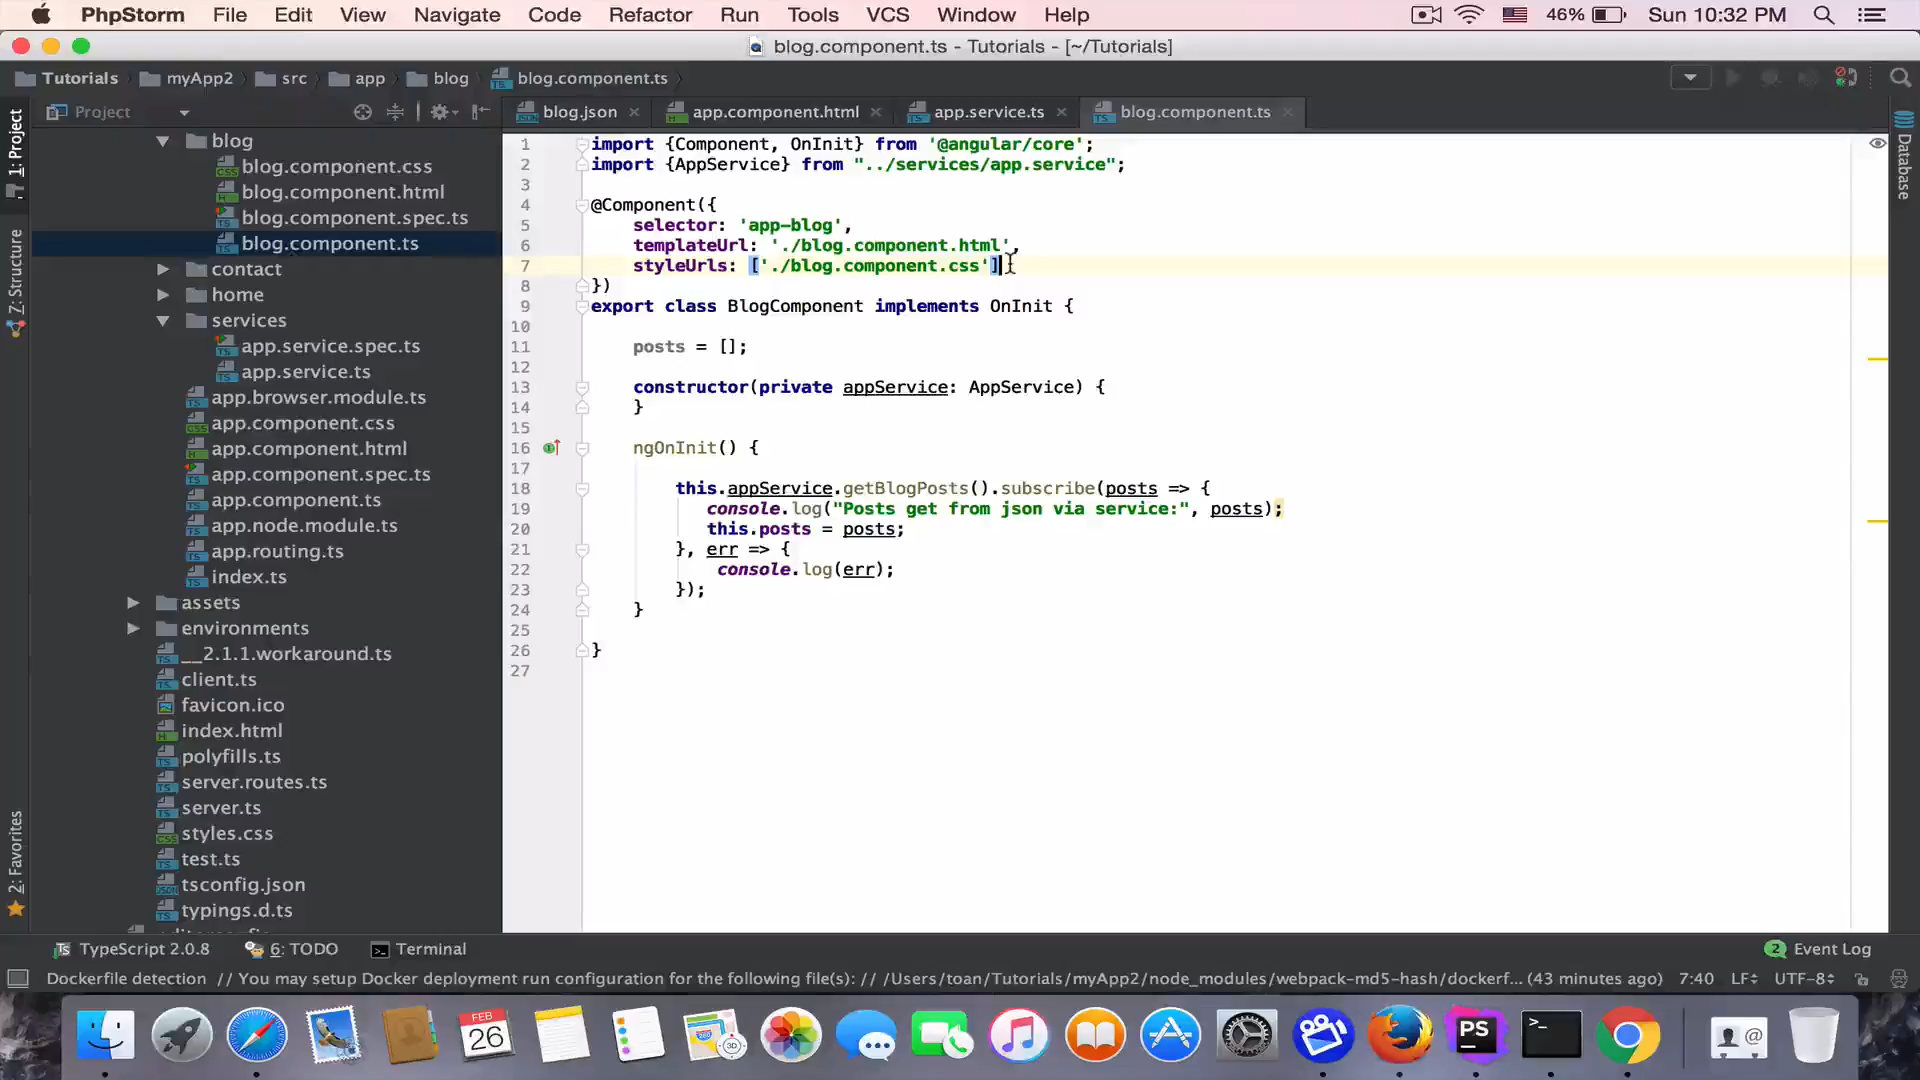 PhpStorm File Edit View Navigate Code Refactor Run Tools VCS Window Help 46% Sun 10:32 PM
blog.component.ts - Tutorials - [~/Tutorials]
Tutorials myApp2 src app blog blog.component.ts
Project
blog.json app.component.html app.service.ts blog.component.ts
1: Project
7: Structure
2: Favorites
Database
blog
blog.component.css
blog.component.html
blog.component.spec.ts
blog.component.ts
contact
home
services
app.service.spec.ts
app.service.ts
app.browser.module.ts
app.component.css
app.component.html
app.component.spec.ts
app.component.ts
app.node.module.ts
app.routing.ts
index.ts
assets
environments
__2.1.1.workaround.ts
client.ts
favicon.ico
index.html
polyfills.ts
server.routes.ts
server.ts
styles.css
test.ts
tsconfig.json
typings.d.ts
1 import {Component, OnInit} from '@angular/core';
2 import {AppService} from "../services/app.service";
3
4 @Component({
5 selector: 'app-blog',
6 templateUrl: './blog.component.html',
7 styleUrls: ['./blog.component.css']
8 })
9 export class BlogComponent implements OnInit {
10
11 posts = [];
12
13 constructor(private appService: AppService) {
14 }
15
16 ngOnInit() {
17
18 this.appService.getBlogPosts().subscribe(posts => {
19 console.log("Posts get from json via service:", posts);
20 this.posts = posts;
21 }, err => {
22 console.log(err);
23 });
24 }
25
26 }
27
TypeScript 2.0.8 6: TODO Terminal 2 Event Log
Dockerfile detection // You may setup Docker deployment run configuration for the following file(s): // /Users/toan/Tutorials/myApp2/node_modules/webpack-md5-hash/dockerf... (43 minutes ago) 7:40 LF UTF-8
FEB
26
3D
PS
>_
@